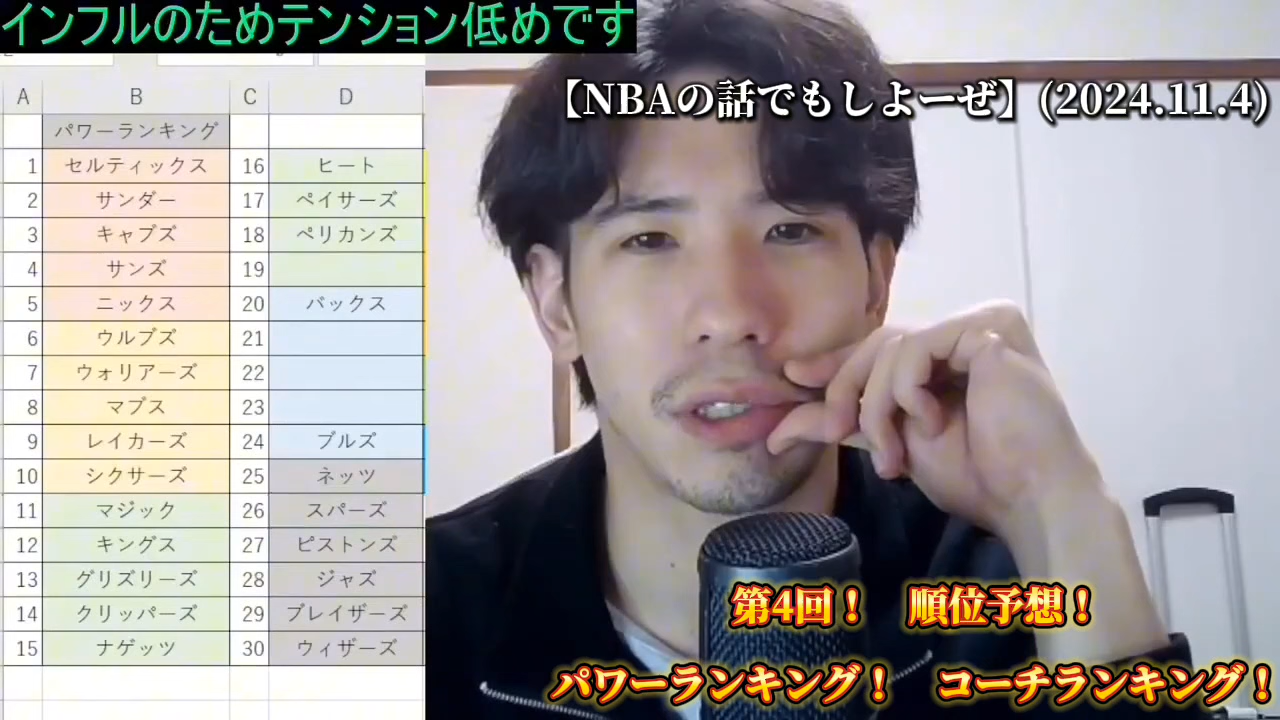 インフルのためテンション低めです
【NBAの話でもしよーぜ】(2024.11.4)
A B C D
パワーランキング
1 セルティックス 16 ヒート
2 サンダー 17 ペイサーズ
3 キャブズ 18 ペリカンズ
4 サンズ 19
5 ニックス 20 バックス
6 ウルブズ 21
7 ウォリアーズ 22
8 マブス 23
9 レイカーズ 24 ブルズ
10 シクサーズ 25 ネッツ
11 マジック 26 スパーズ
12 キングス 27 ピストンズ
13 グリズリーズ 28 ジャズ
14 クリッパーズ 29 ブレイザーズ
15 ナゲッツ 30 ウィザーズ
第4回！ 順位予想！
パワーランキング！ コーチランキング！